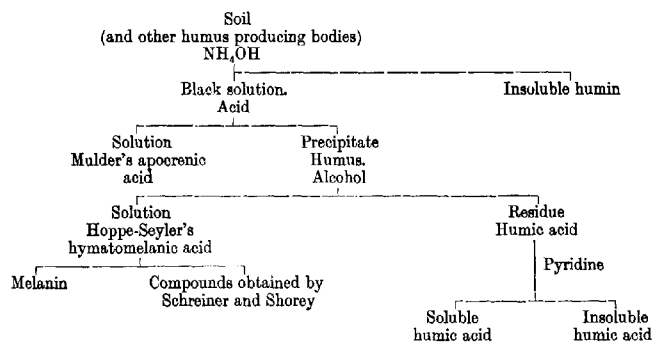 Soil
(and other humus producing bodies)
NH₄OH
Black solution.
Acid
Insoluble humin
Solution
Mulder's apocrenic
acid
Precipitate
Humus.
Alcohol
Solution
Hoppe-Seyler's
hymatomelanic acid
Residue
Humic acid
Melanin
Compounds obtained by
Schreiner and Shorey
Pyridine
Soluble
humic acid
Insoluble
humic acid